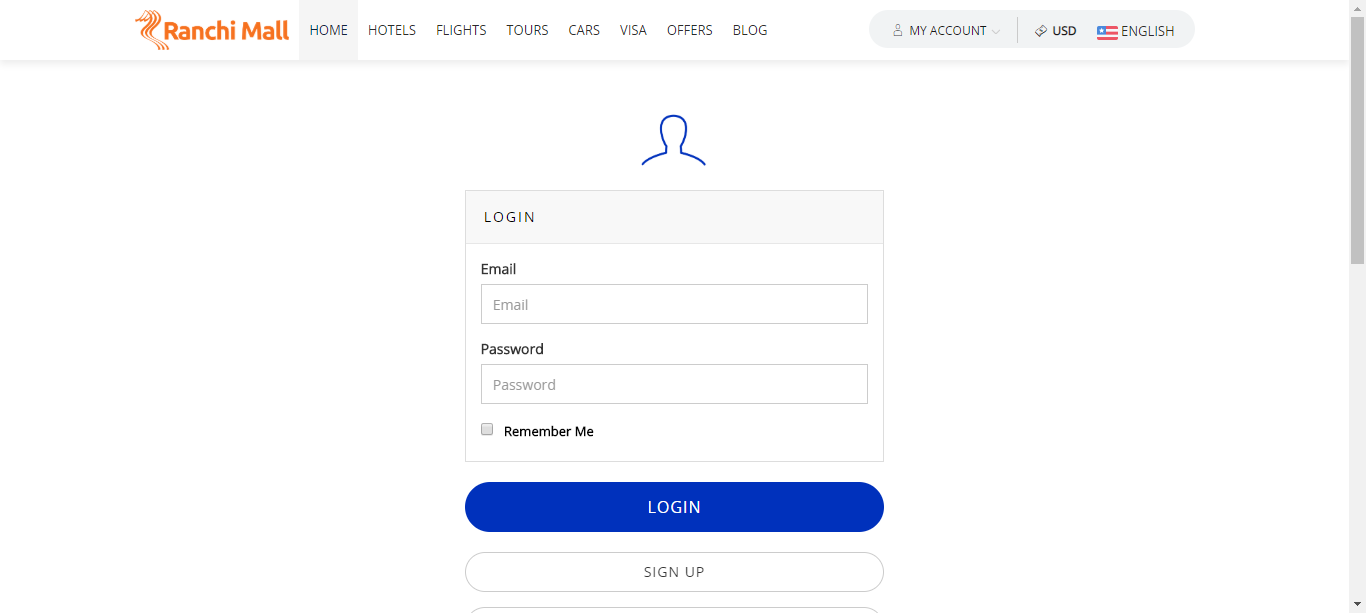 Ranchi Mall HOME HOTELS FLIGHTS TOURS CARS VISA OFFERS BLOG MY ACCOUNT USD ENGLISH
LOGIN
Email
Email
Password
Password
Remember Me
LOGIN
SIGN UP